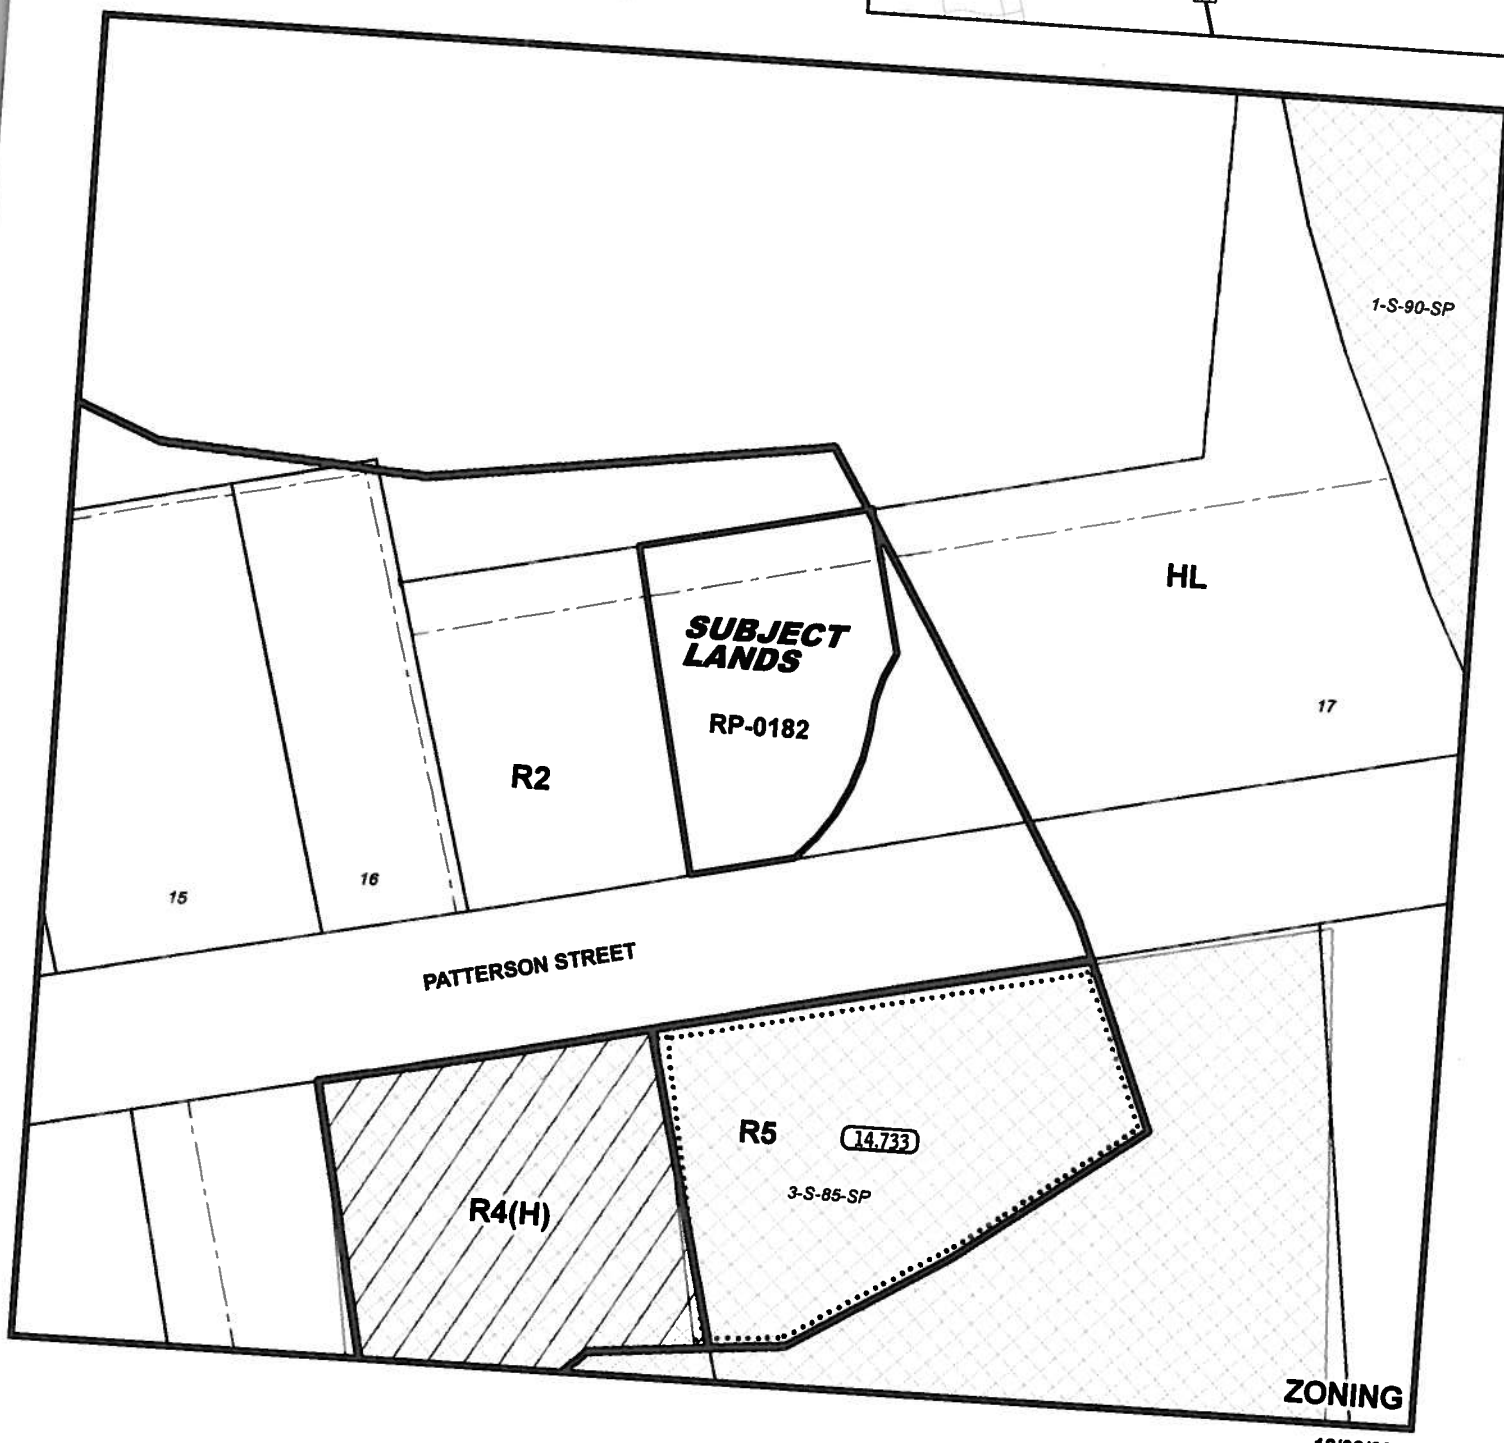 1-S-90-SP
HL
SUBJECT
LANDS
17
RP-0182
R2
16
15
PATTERSON STREET
R5
14.733
3-S-85-SP
R4(H)
ZONING